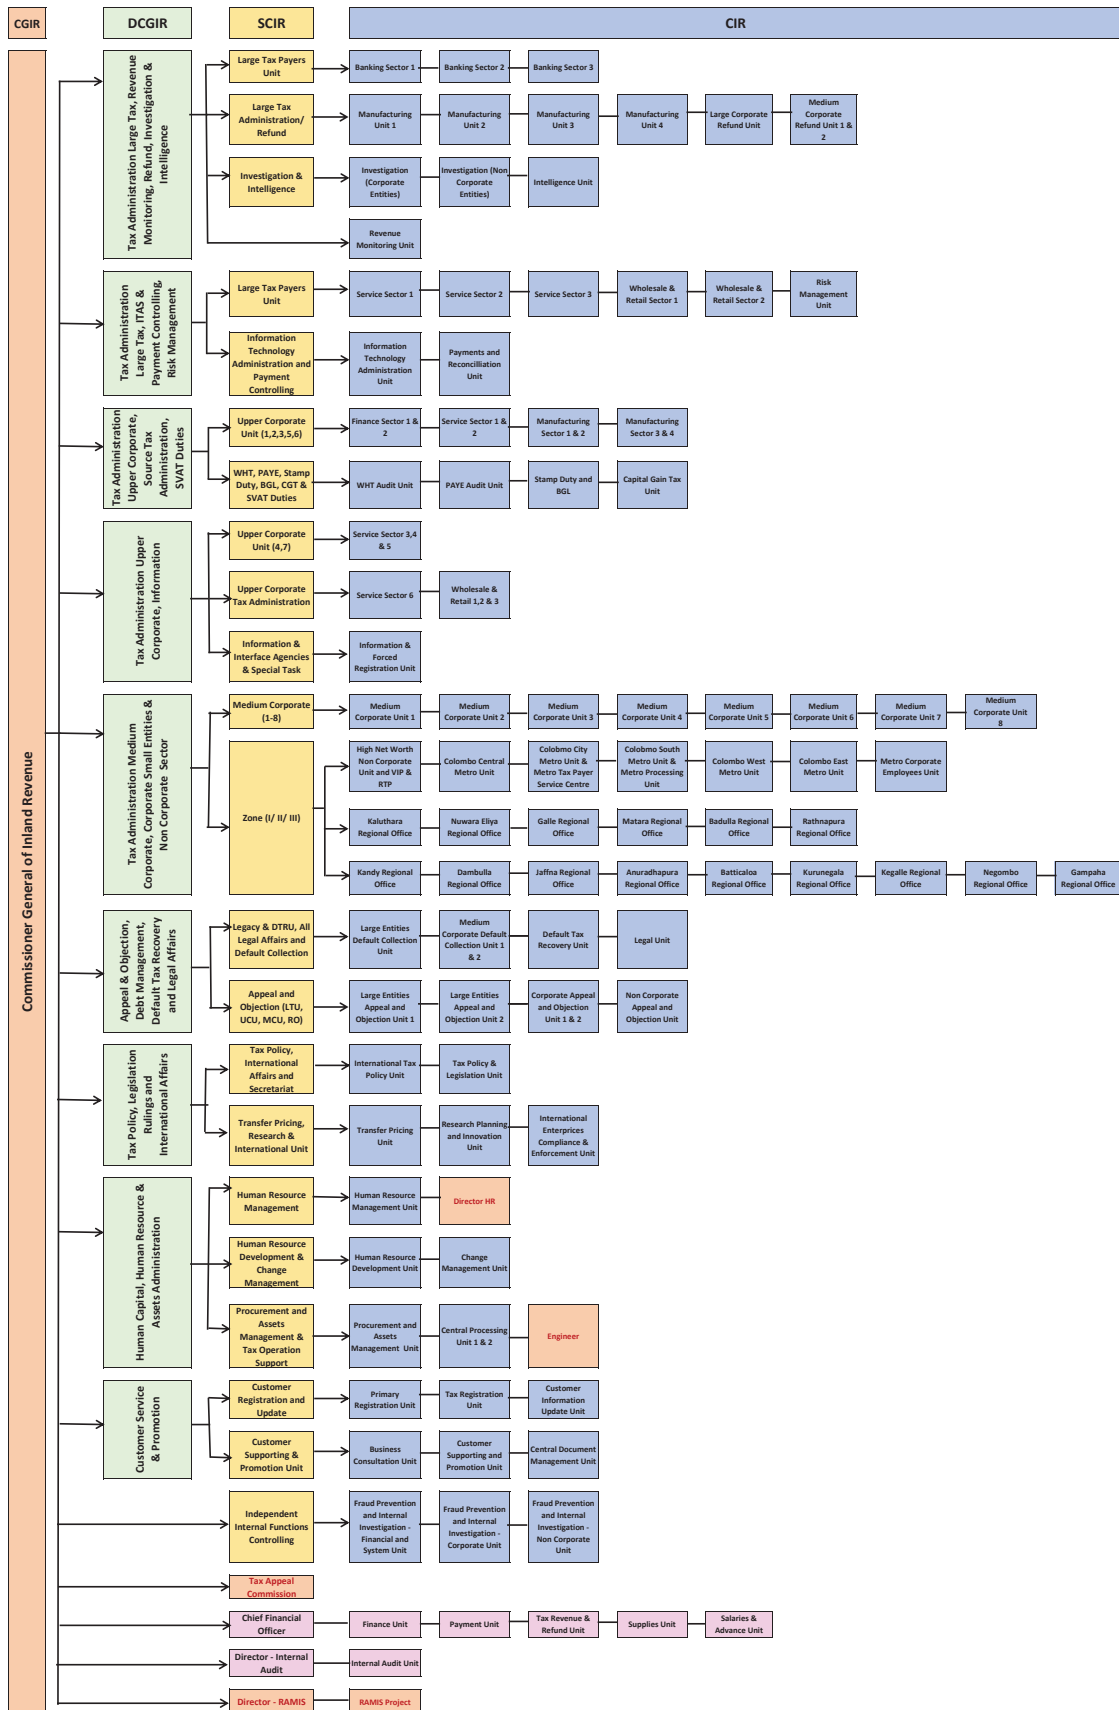 CGIR
DCGIR
SCIR
CIR
Commissioner General of Inland Revenue
Tax Administration Large Tax, Revenue
Monitoring, Refund, Investigation &
Intelligence
Large Tax Payers
Unit
Banking Sector 1
Banking Sector 2
Banking Sector 3
Large Tax
Administration/
Refund
Manufacturing
Unit 1
Manufacturing
Unit 2
Manufacturing
Unit 3
Manufacturing
Unit 4
Large Corporate
Refund Unit
Medium
Corporate
Refund Unit 1 &
2
Investigation &
Intelligence
Investigation
(Corporate
Entities)
Investigation (Non
Corporate
Entities)
Intelligence Unit
Revenue
Monitoring Unit
Tax Administration
Large Tax, ITAS &
Payment Controlling,
Risk Management
Large Tax Payers
Unit
Service Sector 1
Service Sector 2
Service Sector 3
Wholesale &
Retail Sector 1
Wholesale &
Retail Sector 2
Risk
Management
Unit
Information
Technology
Administration and
Payment
Controlling
Information
Technology
Administration
Unit
Payments and
Reconcilliation
Unit
Tax Administration
Upper Corporate,
Source Tax
Administration,
SVAT Duties
Upper Corporate
Unit (1,2,3,5,6)
Finance Sector 1 &
2
Service Sector 1 &
2
Manufacturing
Sector 1 & 2
Manufacturing
Sector 3 & 4
WHT, PAYE, Stamp
Duty, BGL, CGT &
SVAT Duties
WHT Audit Unit
PAYE Audit Unit
Stamp Duty and
BGL
Capital Gain Tax
Unit
Tax Administration Upper
Corporate, Information
Upper Corporate
Unit (4,7)
Service Sector 3,4
& 5
Upper Corporate
Tax Administration
Service Sector 6
Wholesale &
Retail 1,2 & 3
Information &
Interface Agencies
& Special Task
Information &
Forced
Registration Unit
Tax Administration Medium
Corporate, Corporate Small Entities &
Non Corporate Sector
Medium Corporate
(1-8)
Medium
Corporate Unit 1
Medium
Corporate Unit 2
Medium
Corporate Unit 3
Medium
Corporate Unit 4
Medium
Corporate Unit 5
Medium
Corporate Unit 6
Medium
Corporate Unit 7
Medium
Corporate Unit
8
Zone (I/ II/ III)
High Net Worth
Non Corporate
Unit and VIP &
RTP
Colombo Central
Metro Unit
Colobmo City
Metro Unit &
Metro Tax Payer
Service Centre
Colobmo South
Metro Unit &
Metro Processing
Unit
Colombo West
Metro Unit
Colombo East
Metro Unit
Metro Corporate
Employees Unit
Kaluthara
Regional Office
Nuwara Eliya
Regional Office
Galle Regional
Office
Matara Regional
Office
Badulla Regional
Office
Rathnapura
Regional Office
Kandy Regional
Office
Dambulla
Regional Office
Jaffna Regional
Office
Anuradhapura
Regional Office
Batticaloa
Regional Office
Kurunegala
Regional Office
Kegalle Regional
Office
Negombo
Regional Office
Gampaha
Regional Office
Appeal & Objection,
Debt Management,
Default Tax Recovery
and Legal Affairs
Legacy & DTRU, All
Legal Affairs and
Default Collection
Large Entities
Default Collection
Unit
Medium
Corporate Default
Collection Unit 1
& 2
Default Tax
Recovery Unit
Legal Unit
Appeal and
Objection (LTU,
UCU, MCU, RO)
Large Entities
Appeal and
Objection Unit 1
Large Entities
Appeal and
Objection Unit 2
Corporate Appeal
and Objection
Unit 1 & 2
Non Corporate
Appeal and
Objection Unit
Tax Policy, Legislation
Rulings and
International Affairs
Tax Policy,
International
Affairs and
Secretariat
International Tax
Policy Unit
Tax Policy &
Legislation Unit
Transfer Pricing,
Research &
International Unit
Transfer Pricing
Unit
Research Planning
and Innovation
Unit
International
Enterprices
Compliance &
Enforcement Unit
Human Capital, Human Resource &
Assets Administration
Human Resource
Management
Human Resource
Management Unit
Director HR
Human Resource
Development &
Change
Management
Human Resource
Development Unit
Change
Management Unit
Procurement and
Assets
Management &
Tax Operation
Support
Procurement and
Assets
Management Unit
Central Processing
Unit 1 & 2
Engineer
Customer Service
& Promotion
Customer
Registration and
Update
Primary
Registration Unit
Tax Registration
Unit
Customer
Information
Update Unit
Customer
Supporting &
Promotion Unit
Business
Consultation Unit
Customer
Supporting and
Promotion Unit
Central Document
Management Unit
Independent
Internal Functions
Controlling
Fraud Prevention
and Internal
Investigation -
Financial and
System Unit
Fraud Prevention
and Internal
Investigation -
Corporate Unit
Fraud Prevention
and Internal
Investigation -
Non Corporate
Unit
Tax Appeal
Commission
Chief Financial
Officer
Finance Unit
Payment Unit
Tax Revenue &
Refund Unit
Supplies Unit
Salaries &
Advance Unit
Director - Internal
Audit
Internal Audit Unit
Director - RAMIS
RAMIS Project